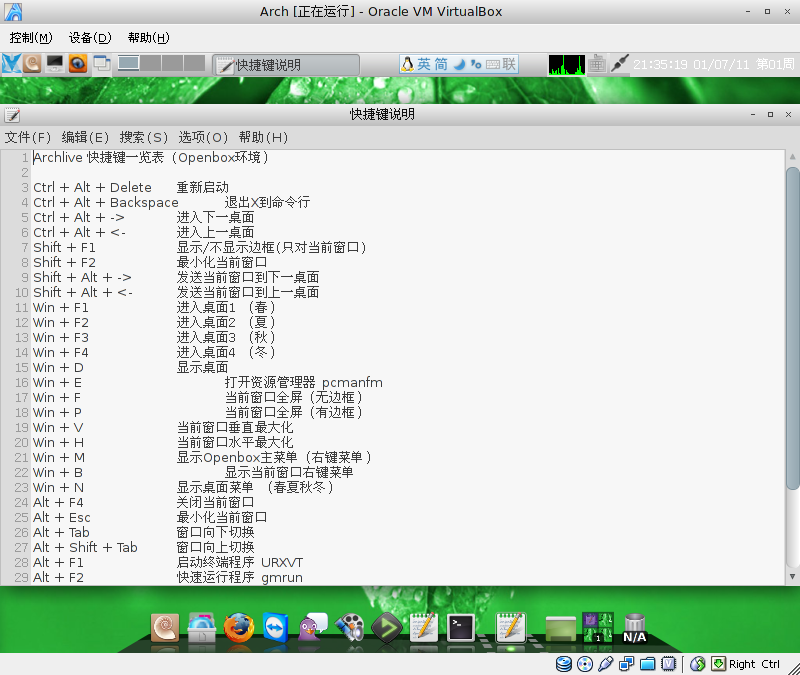 Arch [正在运行] - Oracle VM VirtualBox
控制(M) 设备(D) 帮助(H)
快捷键说明 英 简 联 21:35:19 01/07/11 第01周
快捷键说明
文件(F) 编辑(E) 搜索(S) 选项(O) 帮助(H)
1 Archlive 快捷键一览表（Openbox环境）
2
3 Ctrl + Alt + Delete 重新启动
4 Ctrl + Alt + Backspace 退出X到命令行
5 Ctrl + Alt + -> 进入下一桌面
6 Ctrl + Alt + <- 进入上一桌面
7 Shift + F1 显示/不显示边框(只对当前窗口)
8 Shift + F2 最小化当前窗口
9 Shift + Alt + -> 发送当前窗口到下一桌面
10 Shift + Alt + <- 发送当前窗口到上一桌面
11 Win + F1 进入桌面1 （春）
12 Win + F2 进入桌面2 （夏）
13 Win + F3 进入桌面3 （秋）
14 Win + F4 进入桌面4 （冬）
15 Win + D 显示桌面
16 Win + E 打开资源管理器 pcmanfm
17 Win + F 当前窗口全屏（无边框）
18 Win + P 当前窗口全屏（有边框）
19 Win + V 当前窗口垂直最大化
20 Win + H 当前窗口水平最大化
21 Win + M 显示Openbox主菜单（右键菜单）
22 Win + B 显示当前窗口右键菜单
23 Win + N 显示桌面菜单 （春夏秋冬）
24 Alt + F4 关闭当前窗口
25 Alt + Esc 最小化当前窗口
26 Alt + Tab 窗口向下切换
27 Alt + Shift + Tab 窗口向上切换
28 Alt + F1 启动终端程序 URXVT
29 Alt + F2 快速运行程序 gmrun
1 N/A
Right Ctrl